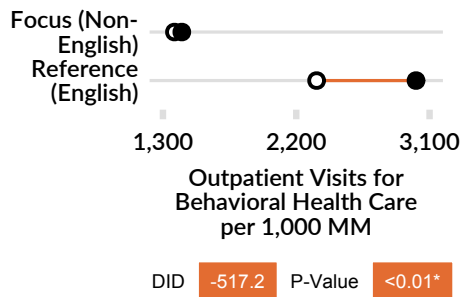 Focus (Non-
English)
Reference
(English)
1,300 2,200 3,100
Outpatient Visits for
Behavioral Health Care
per 1,000 MM
DID -517.2 P-Value <0.01*